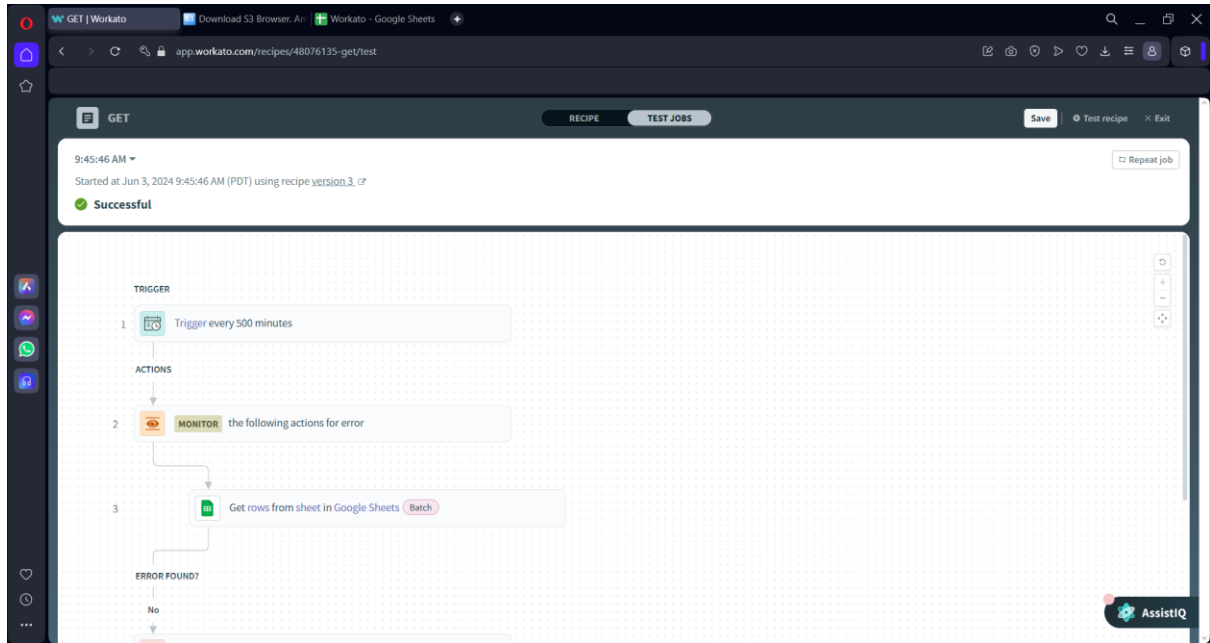 GET | Workato
Download S3 Browser. Am
Workato - Google Sheets
app.workato.com/recipes/48076135-get/test
GET
RECIPE
TEST JOBS
Save
Test recipe
Exit
9:45:46 AM
Repeat job
Started at Jun 3, 2024 9:45:46 AM (PDT) using recipe version 3
Successful
TRIGGER
1
Trigger every 500 minutes
ACTIONS
2
MONITOR the following actions for error
3
Get rows from sheet in Google Sheets Batch
ERROR FOUND?
No
AssistIQ